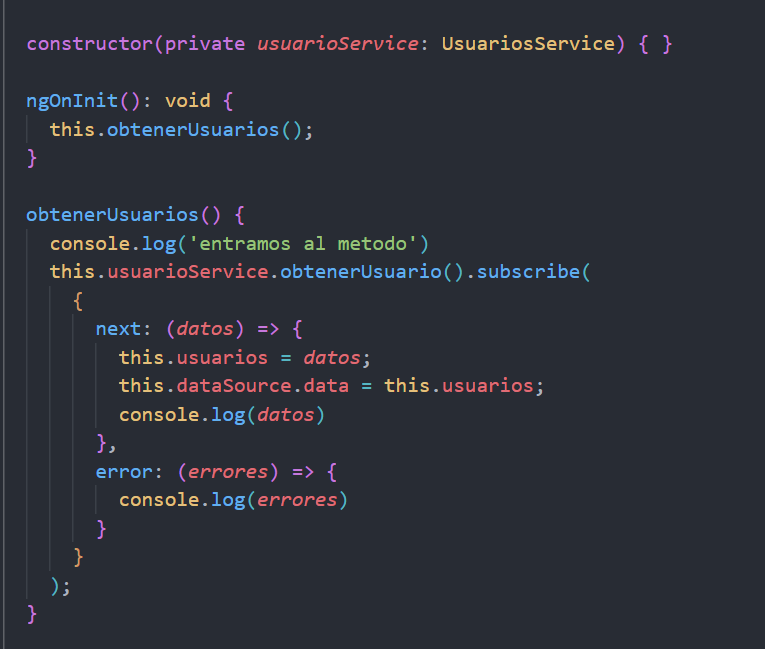 constructor(private usuarioService: UsuariosService) { }
ngOnInit(): void {
this.obtenerUsuarios();
}
obtenerUsuarios() {
console.log('entramos al metodo')
this.usuarioService.obtenerUsuario().subscribe(
{
next: (datos) => {
this.usuarios = datos;
this.dataSource.data = this.usuarios;
console.log(datos)
},
error: (errores) => {
console.log(errores)
}
}
);
}